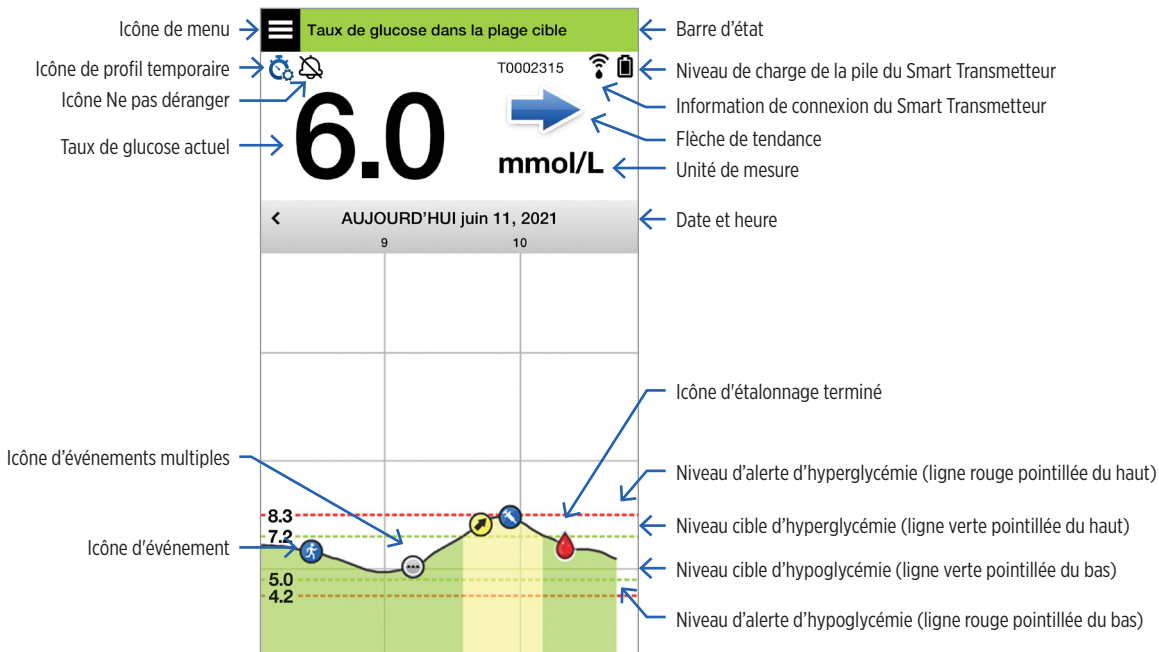 Icône de menu
Icône de profil temporaire
Icône Ne pas déranger
Taux de glucose actuel
Icône d'événements multiples
Icône d'événement
Taux de glucose dans la plage cible
T0002315
6.0
mmol/L
AUJOURD'HUI juin 11, 2021
9 10
8.3
7.2
5.0
4.2
Barre d'état
Niveau de charge de la pile du Smart Transmetteur
Information de connexion du Smart Transmetteur
Flèche de tendance
Unité de mesure
Date et heure
Icône d'étalonnage terminé
Niveau d'alerte d'hyperglycémie (ligne rouge pointillée du haut)
Niveau cible d'hyperglycémie (ligne verte pointillée du haut)
Niveau cible d'hypoglycémie (ligne verte pointillée du bas)
Niveau d'alerte d'hypoglycémie (ligne rouge pointillée du bas)